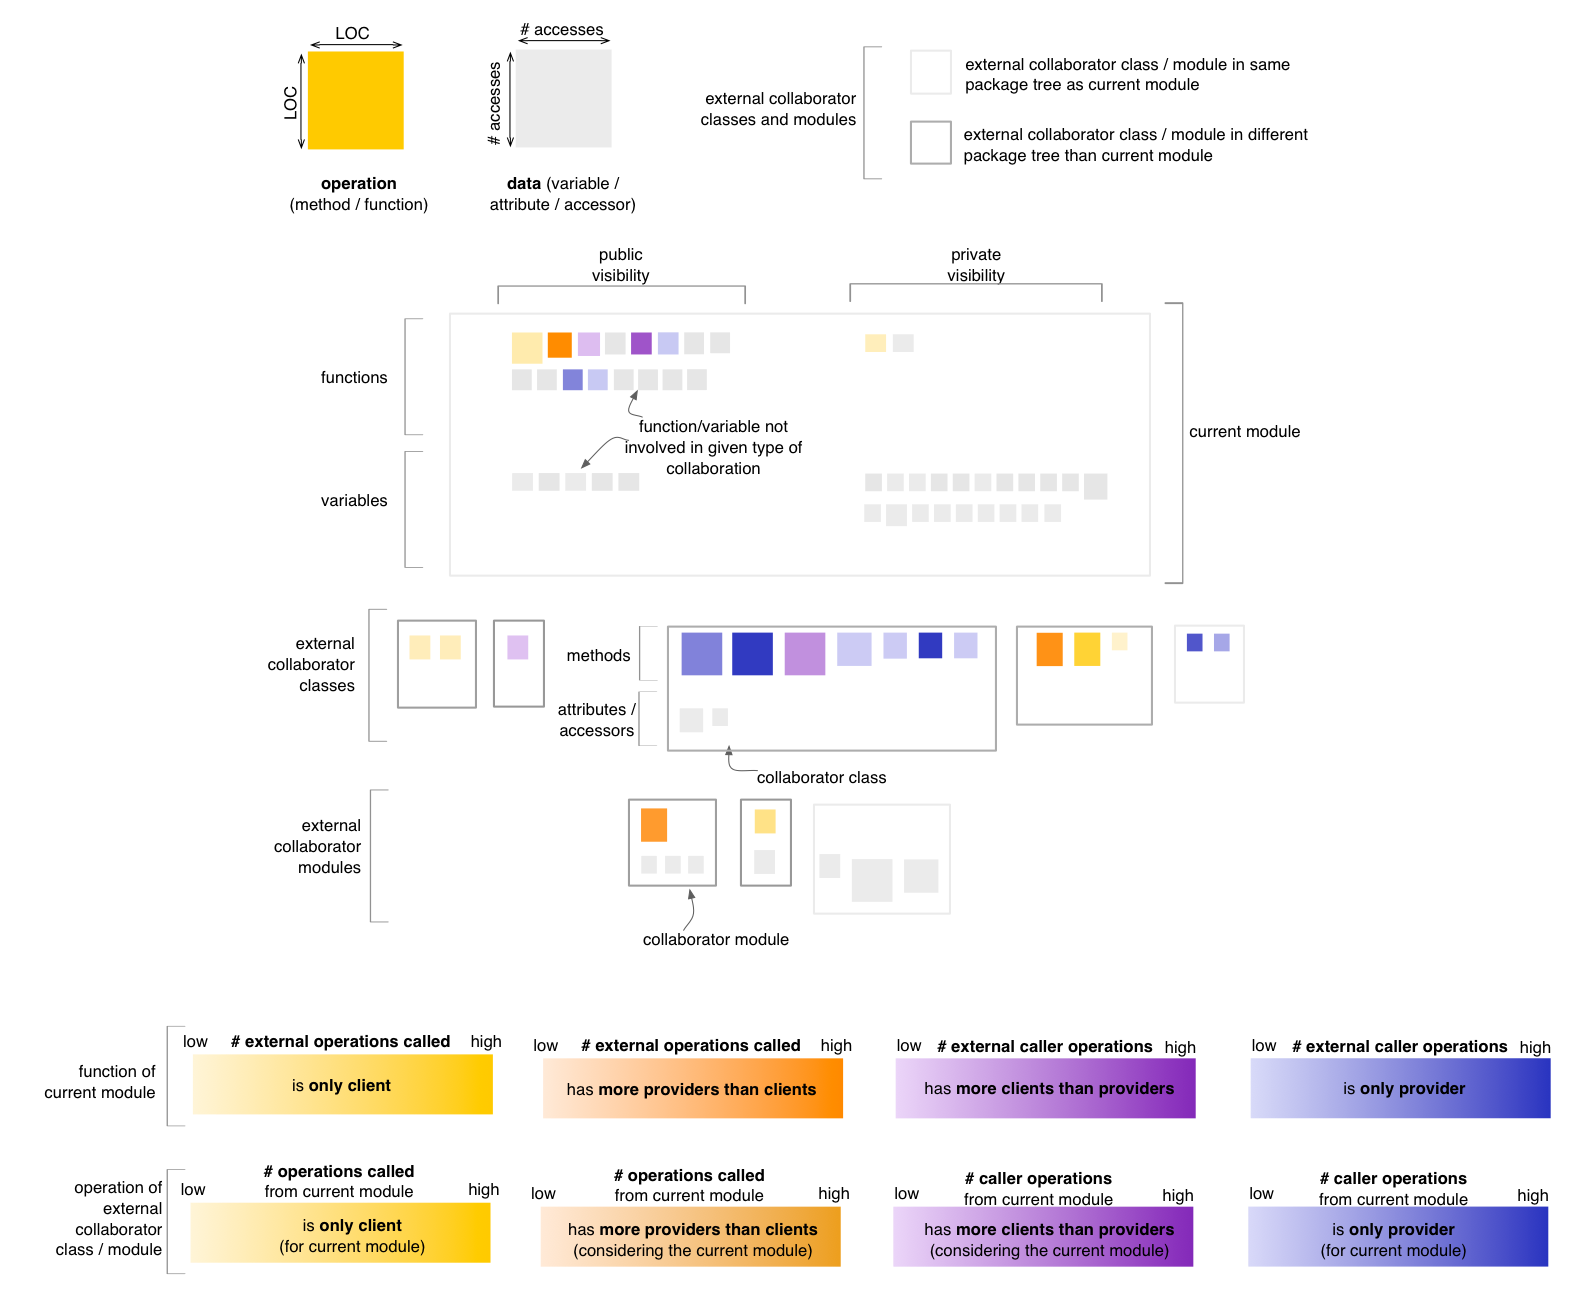 LOC
LOC
operation
(method / function)
# accesses
# accesses
data (variable /
attribute / accessor)
external collaborator
classes and modules
external collaborator class / module in same
package tree as current module
external collaborator class / module in different
package tree than current module
public
visibility
private
visibility
functions
function/variable not
involved in given type of
collaboration
variables
current module
external
collaborator
classes
methods
attributes /
accessors
collaborator class
external
collaborator
modules
collaborator module
function of
current module
low # external operations called high
is only client
low # external operations called high
has more providers than clients
low # external caller operations high
has more clients than providers
low # external caller operations high
is only provider
operation of
external
collaborator
class / module
# operations called
low from current module high
is only client
(for current module)
# operations called
low from current module high
has more providers than clients
(considering the current module)
# caller operations
low from current module high
has more clients than providers
(considering the current module)
# caller operations
low from current module high
is only provider
(for current module)